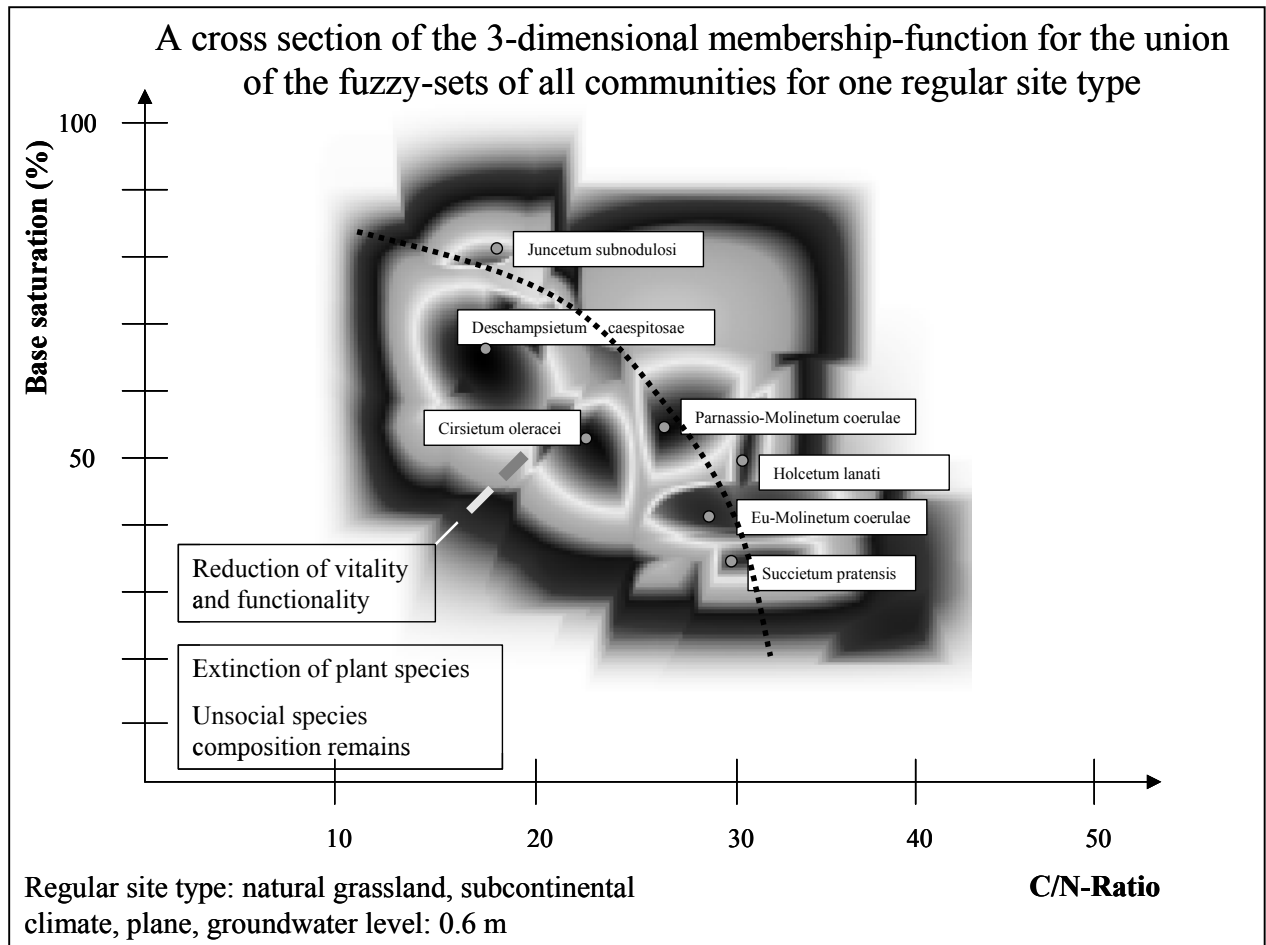 A cross section of the 3-dimensional membership-function for the union
of the fuzzy-sets of all communities for one regular site type
100
Base saturation (%)
Juncetum subnodulosi
Deschampsietum caespitosae
Parnassio-Molinetum coerulae
Cirsietum oleracei
50
Holcetum lanati
Eu-Molinetum coerulae
Succietum pratensis
Reduction of vitality
and functionality
Extinction of plant species
Unsocial species
composition remains
10 20 30 40 50
C/N-Ratio
Regular site type: natural grassland, subcontinental
climate, plane, groundwater level: 0.6 m